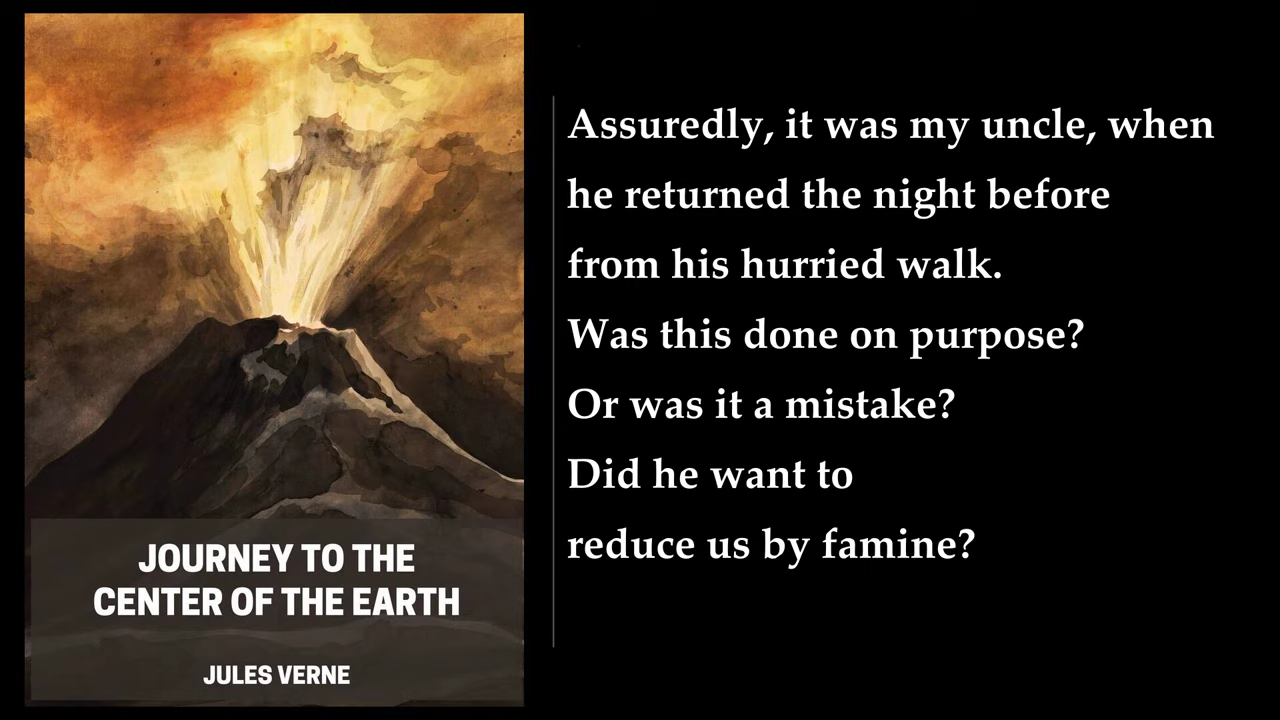 JOURNEY TO THE
CENTER OF THE EARTH
JULES VERNE
Assuredly, it was my uncle, when
he returned the night before
from his hurried walk.
Was this done on purpose?
Or was it a mistake?
Did he want to
reduce us by famine?